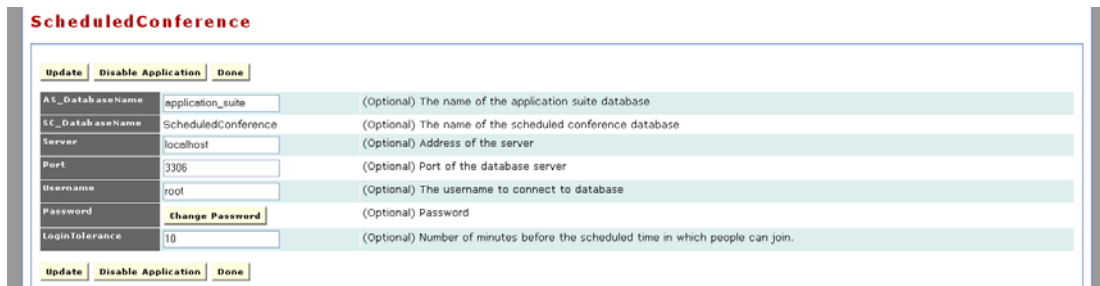 ScheduledConference
Update Disable Application Done
AS_DatabaseName application_suite (Optional) The name of the application suite database
SC_DatabaseName ScheduledConference (Optional) The name of the scheduled conference database
Server localhost (Optional) Address of the server
Port 3306 (Optional) Port of the database server
Username root (Optional) The username to connect to database
Password Change Password (Optional) Password
LoginTolerance 10 (Optional) Number of minutes before the scheduled time in which people can join.
Update Disable Application Done